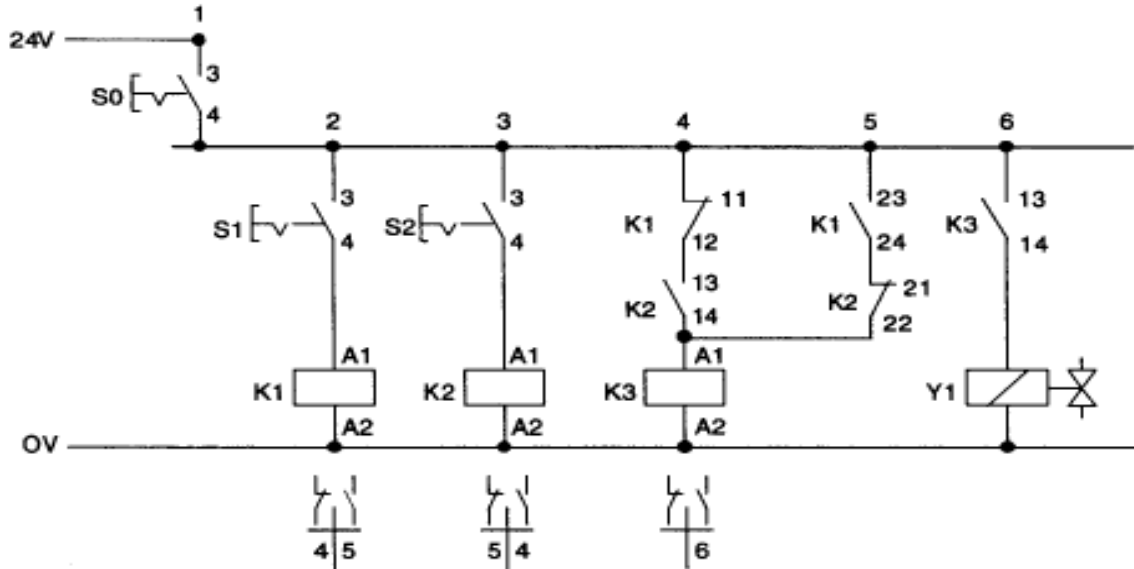 1
24V
3
S0
4
2 3 4 5 6
3 3 11 23 13
S1 S2 K1 K1 K3
4 4 12 24 14
13 21
K2 K2
14 22
A1 A1 A1
K1 K2 K3 Y1
A2 A2 A2
OV
4 5 5 4 6